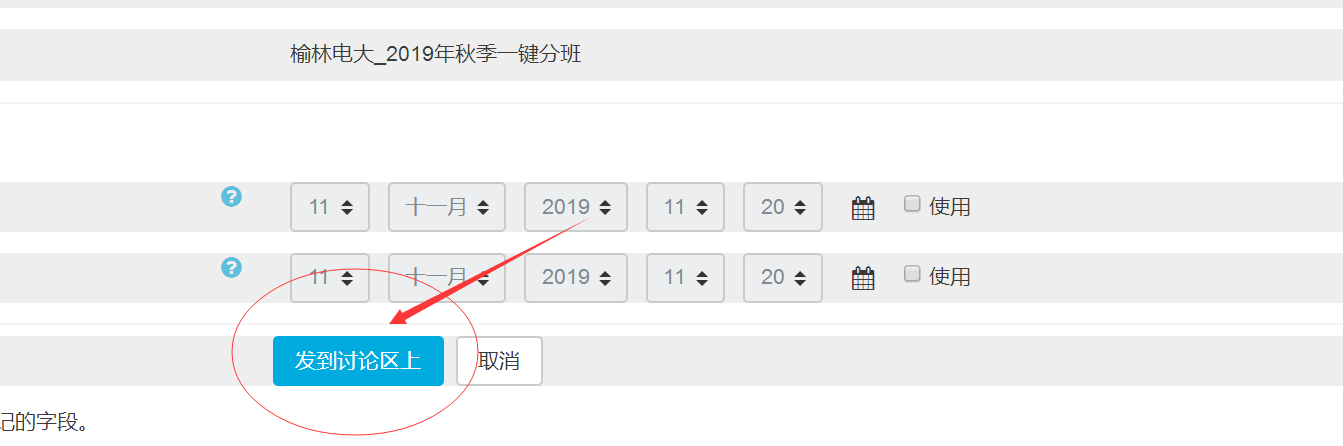 榆林电大_2019年秋季一键分班
? 11 十一月 2019 11 20 使用
? 11 十一月 2019 11 20 使用
发到讨论区上 取消
记的字段。